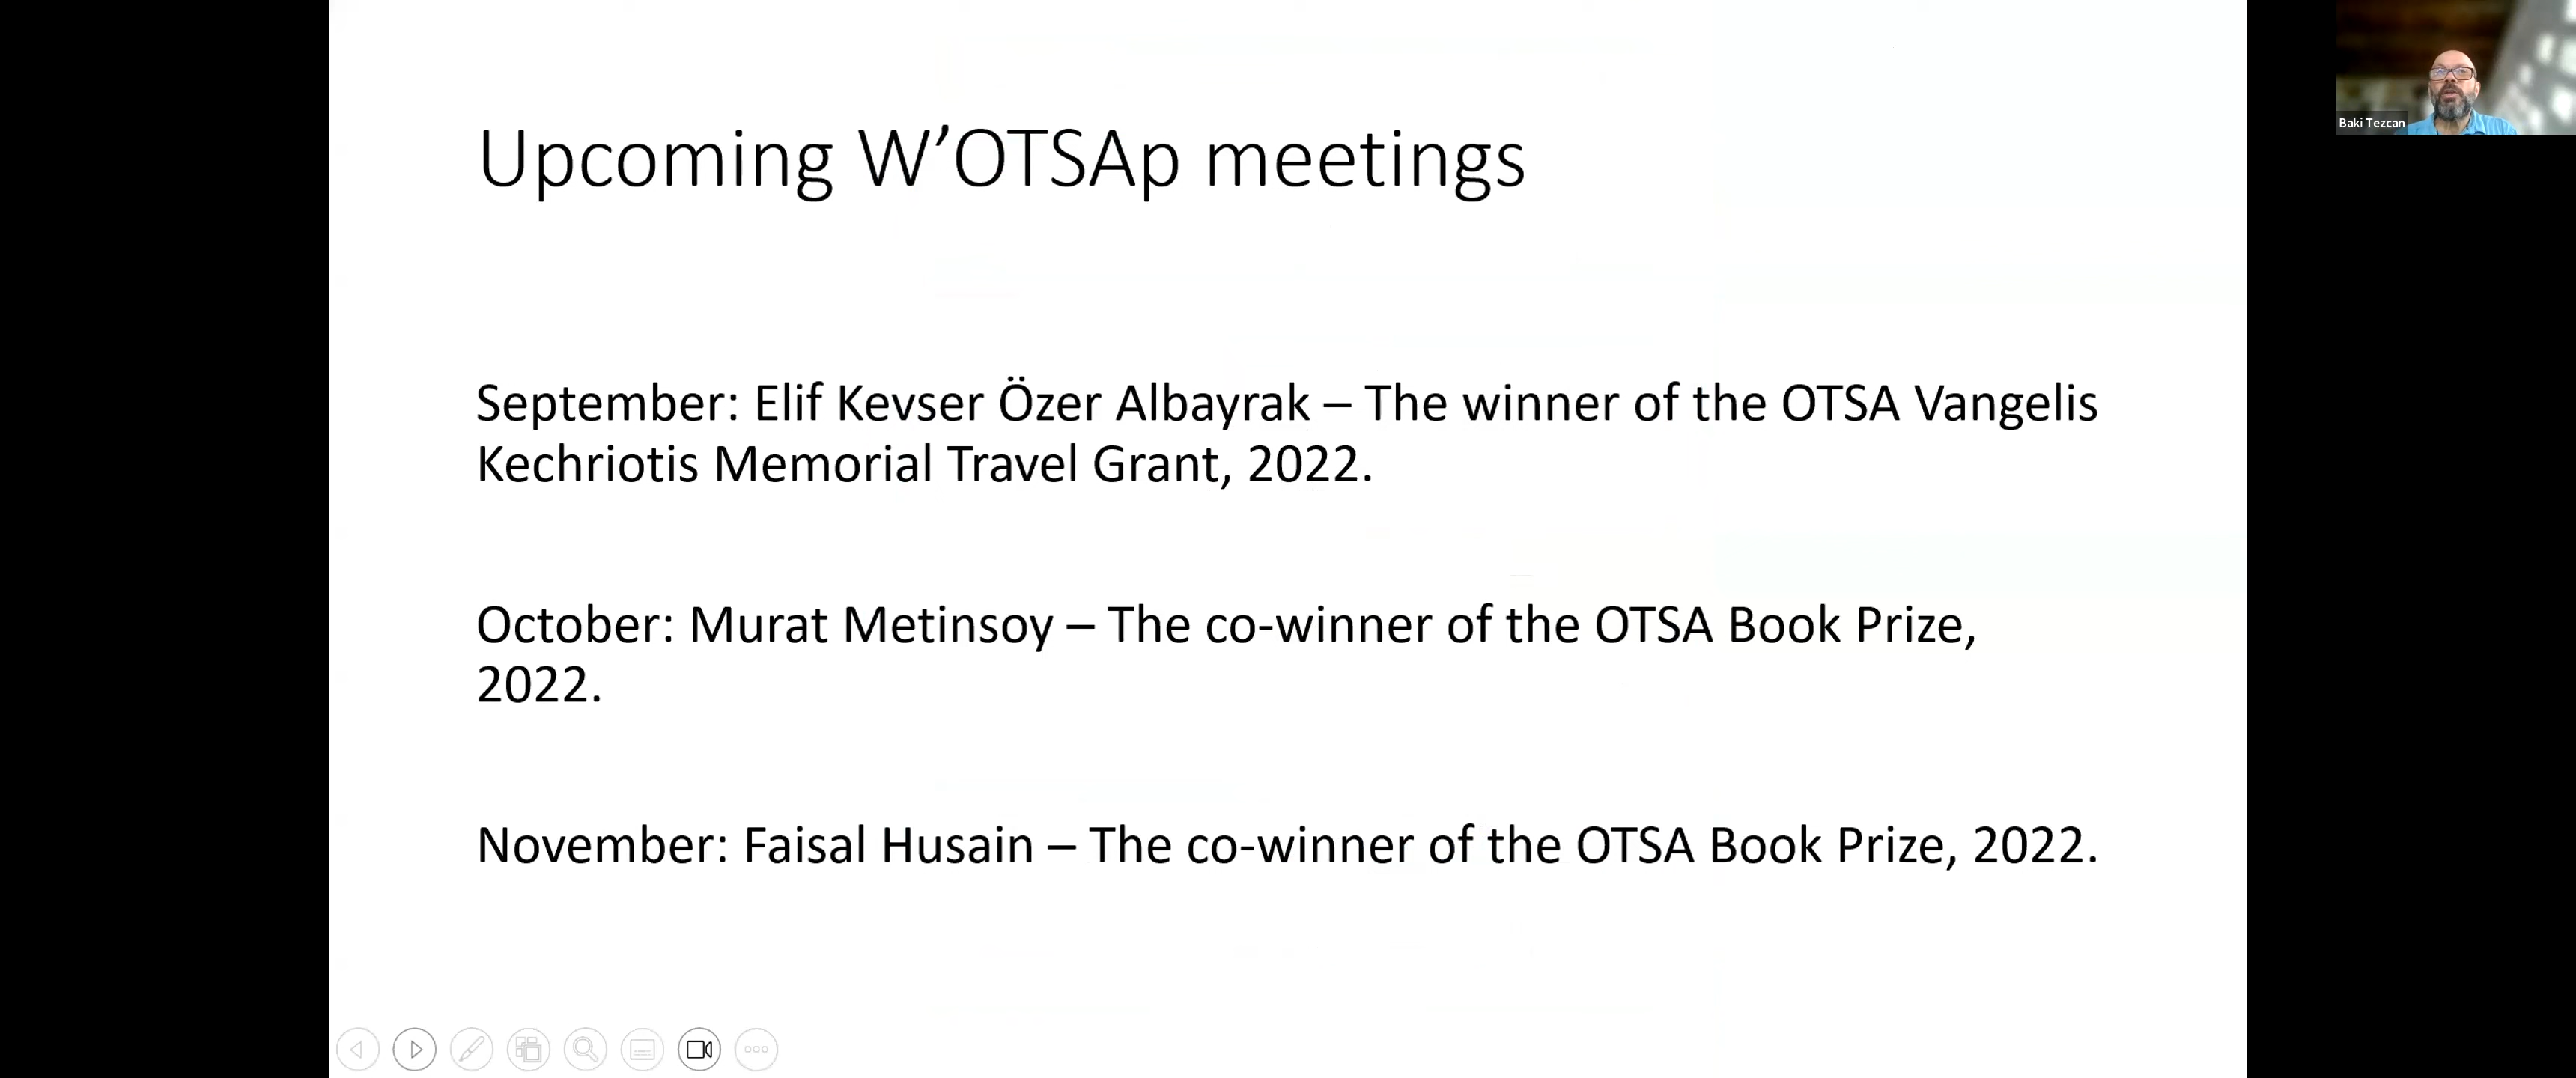 Upcoming W’OTSAp meetings
Baki Tezcan
September: Elif Kevser Özer Albayrak – The winner of the OTSA Vangelis
Kechriotis Memorial Travel Grant, 2022.
October: Murat Metinsoy – The co-winner of the OTSA Book Prize,
2022.
November: Faisal Husain – The co-winner of the OTSA Book Prize, 2022.